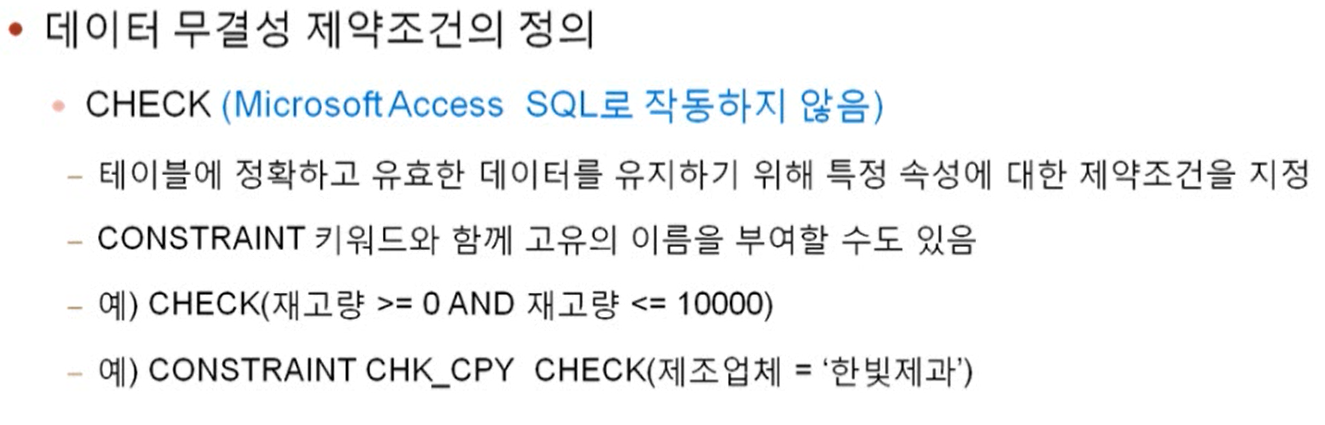 • 데이터 무결성 제약조건의 정의
• CHECK (Microsoft Access SQL로 작동하지 않음)
– 테이블에 정확하고 유효한 데이터를 유지하기 위해 특정 속성에 대한 제약조건을 지정
– CONSTRAINT 키워드와 함께 고유의 이름을 부여할 수도 있음
– 예) CHECK(재고량 >= 0 AND 재고량 <= 10000)
– 예) CONSTRAINT CHK_CPY CHECK(제조업체 = ‘한빛제과’)